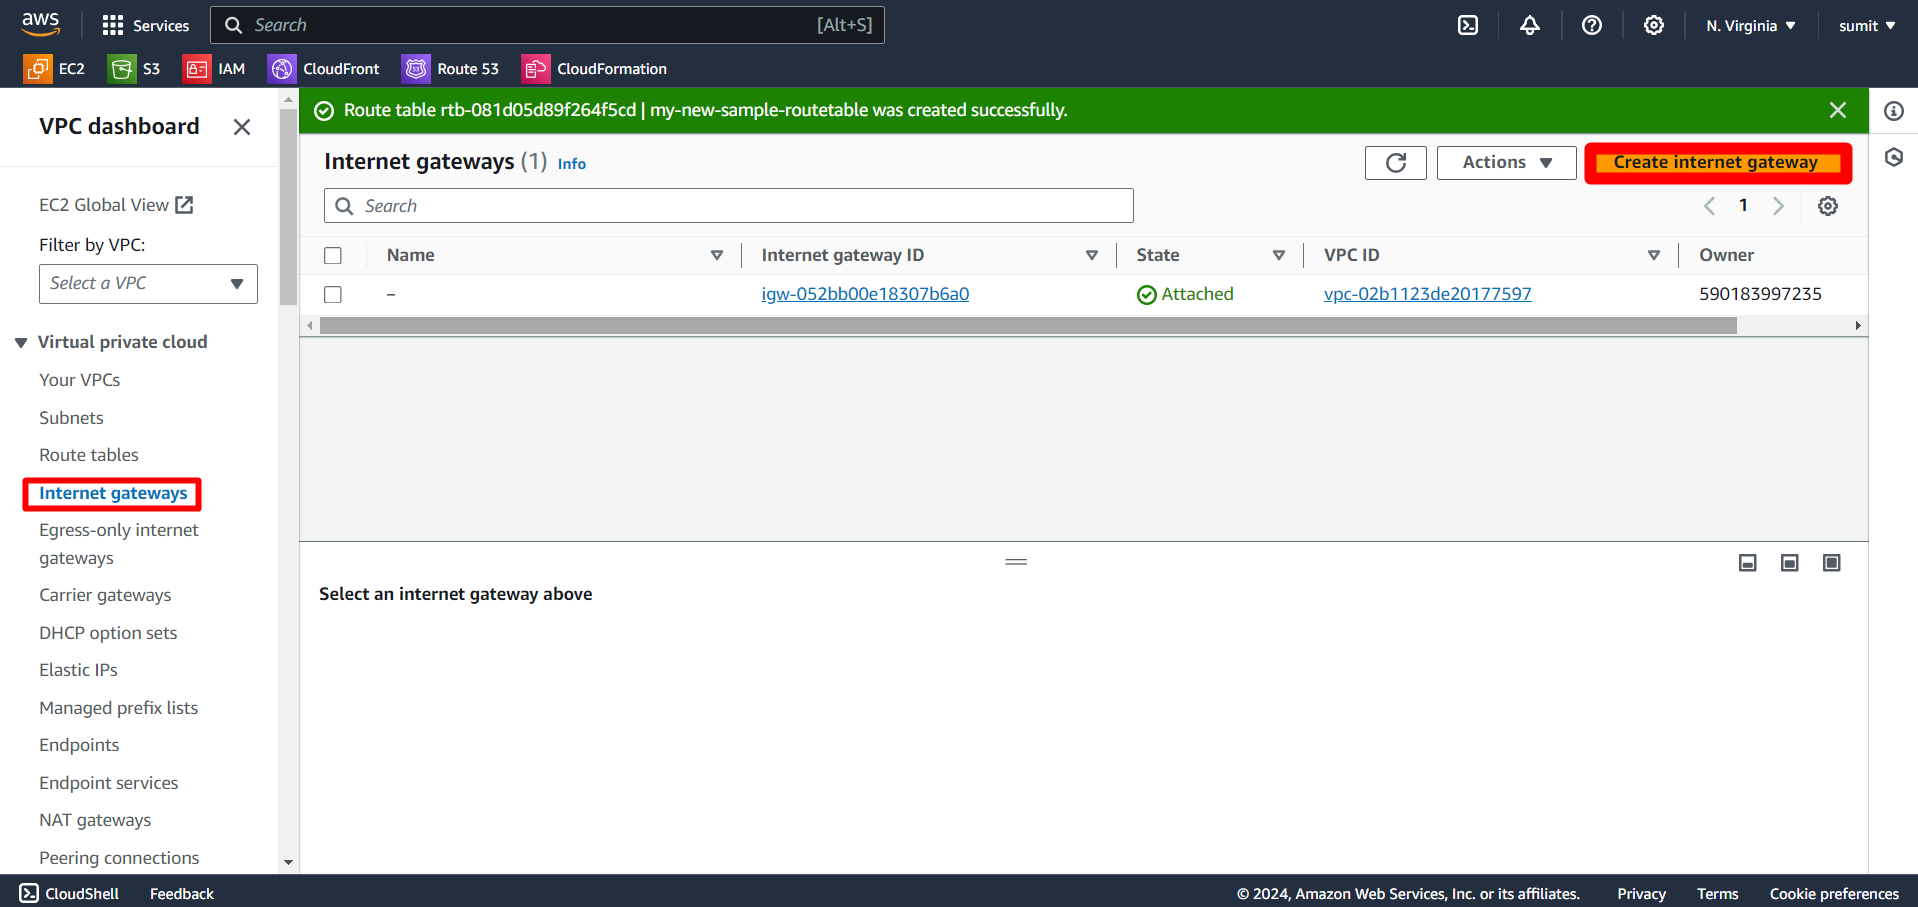 aws
Services
Search
[Alt+S]
N. Virginia
sumit
EC2
S3
IAM
CloudFront
Route 53
CloudFormation
VPC dashboard
EC2 Global View
Filter by VPC:
Select a VPC
Virtual private cloud
Your VPCs
Subnets
Route tables
Internet gateways
Egress-only internet
gateways
Carrier gateways
DHCP option sets
Elastic IPs
Managed prefix lists
Endpoints
Endpoint services
NAT gateways
Peering connections
Route table rtb-081d05d89f264f5cd | my-new-sample-routetable was created successfully.
Internet gateways (1) Info
Actions
Create internet gateway
Search
1
Name
Internet gateway ID
State
VPC ID
Owner
–
igw-052bb00e18307b6a0
Attached
vpc-02b1123de20177597
590183997235
Select an internet gateway above
CloudShell
Feedback
© 2024, Amazon Web Services, Inc. or its affiliates.
Privacy
Terms
Cookie preferences